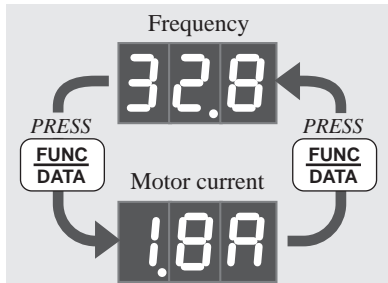 Frequency
32.8
PRESS
FUNC
DATA
PRESS
FUNC
DATA
Motor current
1.8A